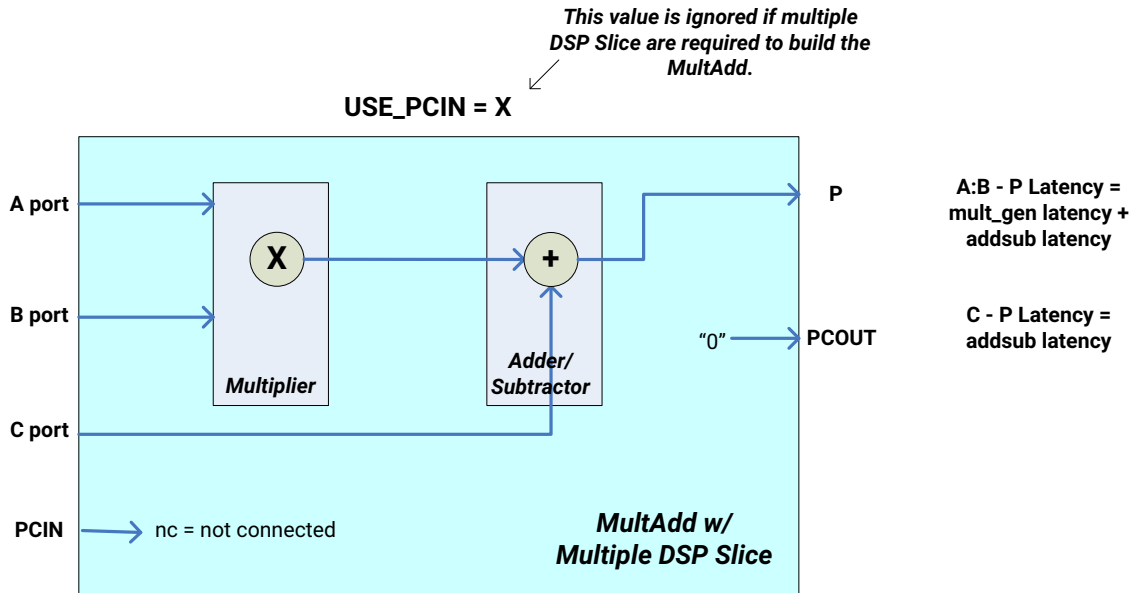 This value is ignored if multiple
DSP Slice are required to build the
MultAdd.
USE_PCIN = X
A port
B port
C port
PCIN
nc = not connected
X
Multiplier
+
Adder/
Subtractor
P
“0”
PCOUT
MultAdd w/
Multiple DSP Slice
A:B - P Latency =
mult_gen latency +
addsub latency
C - P Latency =
addsub latency